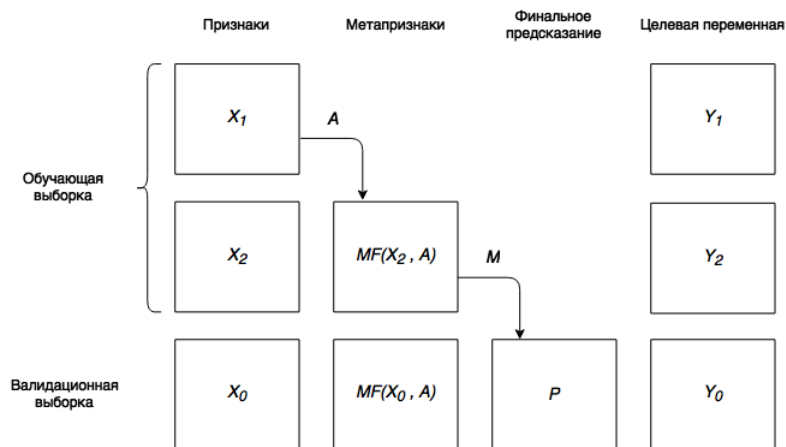 Признаки
Метапризнаки
Финальное
предсказание
Целевая переменная
Обучающая
выборка
X1
A
Y1
X2
MF(X2 , A)
M
Y2
Валидационная
выборка
X0
MF(X0 , A)
P
Y0